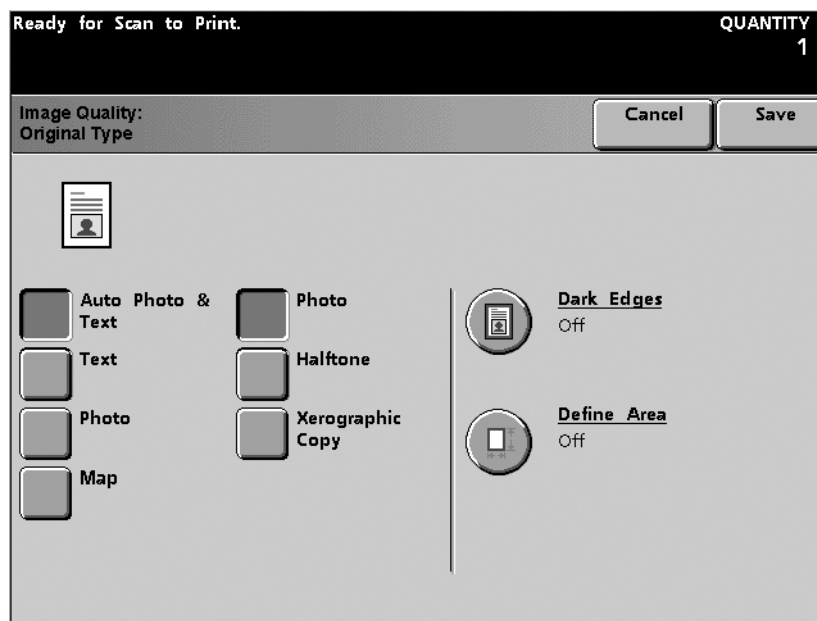 Ready for Scan to Print.
QUANTITY
1
Image Quality:
Original Type
Cancel
Save
Auto Photo &
Text
Text
Photo
Map
Photo
Halftone
Xerographic
Copy
Dark Edges
Off
Define Area
Off